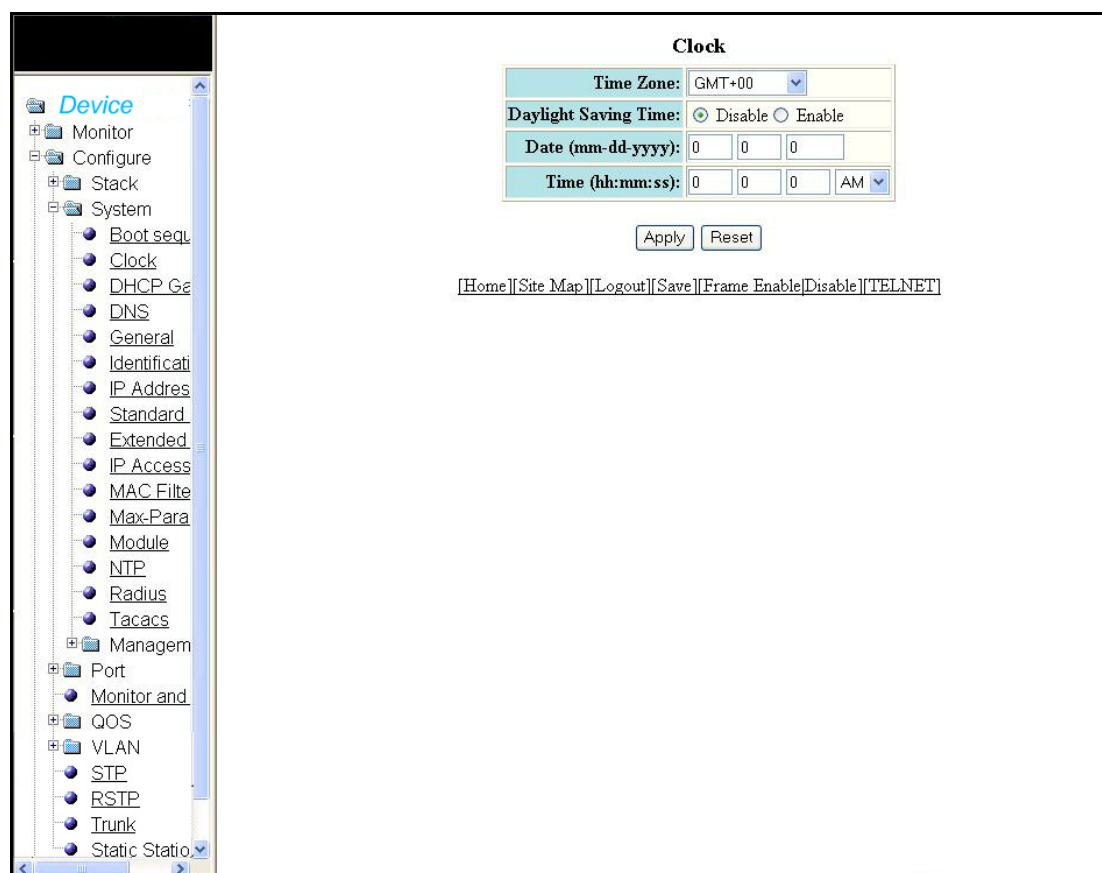 Device
Monitor
Configure
Stack
System
Boot sequ
Clock
DHCP Ga
DNS
General
Identificati
IP Addres
Standard
Extended
IP Access
MAC Filte
Max-Para
Module
NTP
Radius
Tacacs
Managem
Port
Monitor and
QOS
VLAN
STP
RSTP
Trunk
Static Statio
Clock
Time Zone: GMT+00
Daylight Saving Time: Disable Enable
Date (mm-dd-yyyy): 0 0 0
Time (hh:mm:ss): 0 0 0 AM
Apply Reset
[Home][Site Map][Logout][Save][Frame Enable|Disable][TELNET]